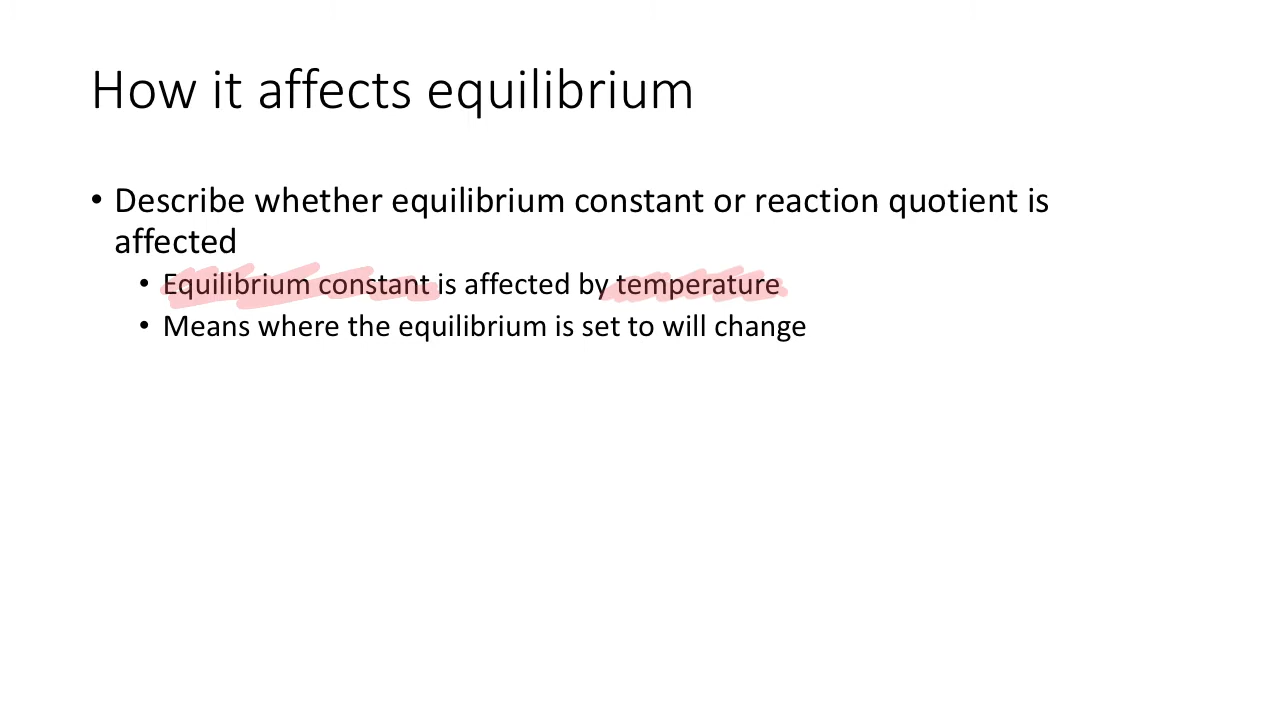 How it affects equilibrium
• Describe whether equilibrium constant or reaction quotient is
affected
• Equilibrium constant is affected by temperature
• Means where the equilibrium is set to will change